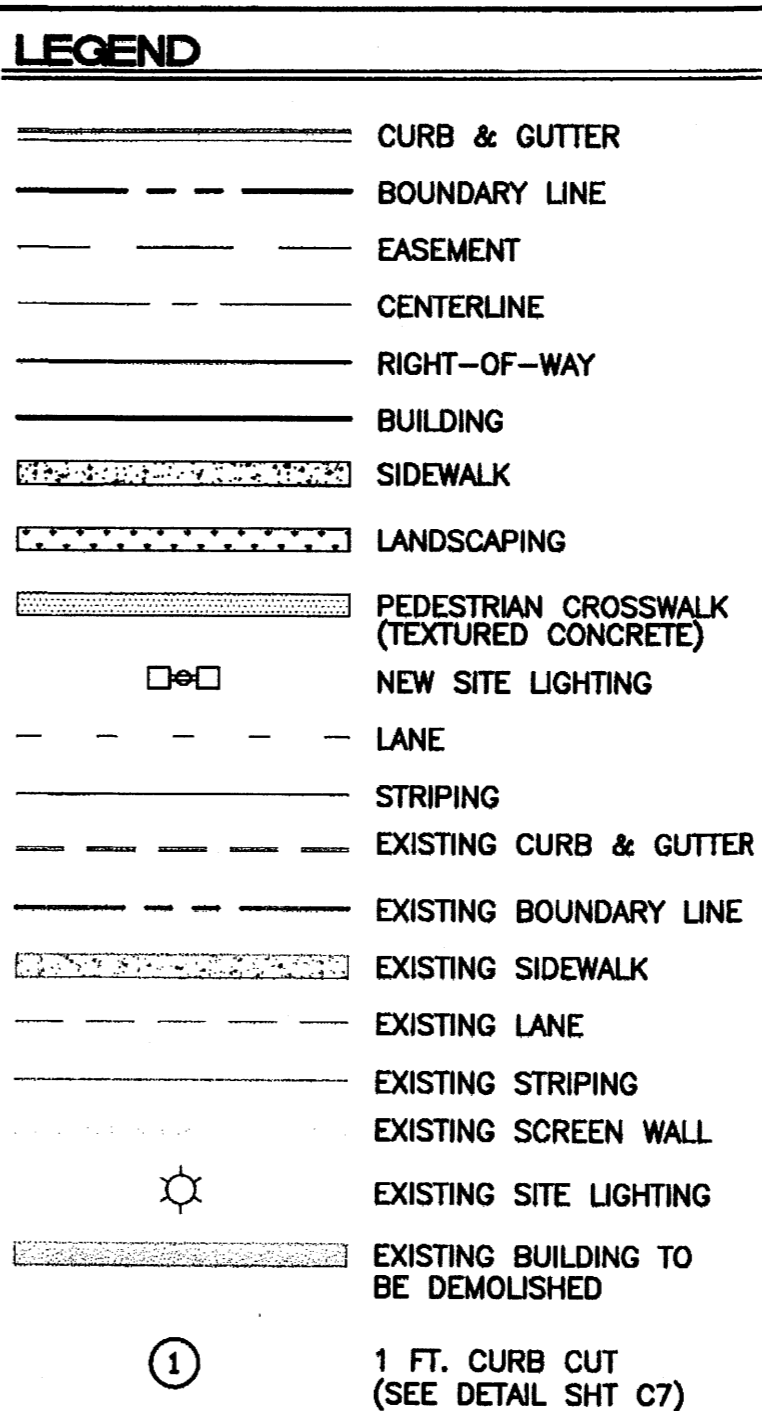 LEGEND
CURB & GUTTER
BOUNDARY LINE
EASEMENT
CENTERLINE
RIGHT-OF-WAY
BUILDING
SIDEWALK
LANDSCAPING
PEDESTRIAN CROSSWALK
(TEXTURED CONCRETE)
NEW SITE LIGHTING
LANE
STRIPING
EXISTING CURB & GUTTER
EXISTING BOUNDARY LINE
EXISTING SIDEWALK
EXISTING LANE
EXISTING STRIPING
EXISTING SCREEN WALL
EXISTING SITE LIGHTING
EXISTING BUILDING TO
BE DEMOLISHED
1 1 FT. CURB CUT
(SEE DETAIL SHT C7)